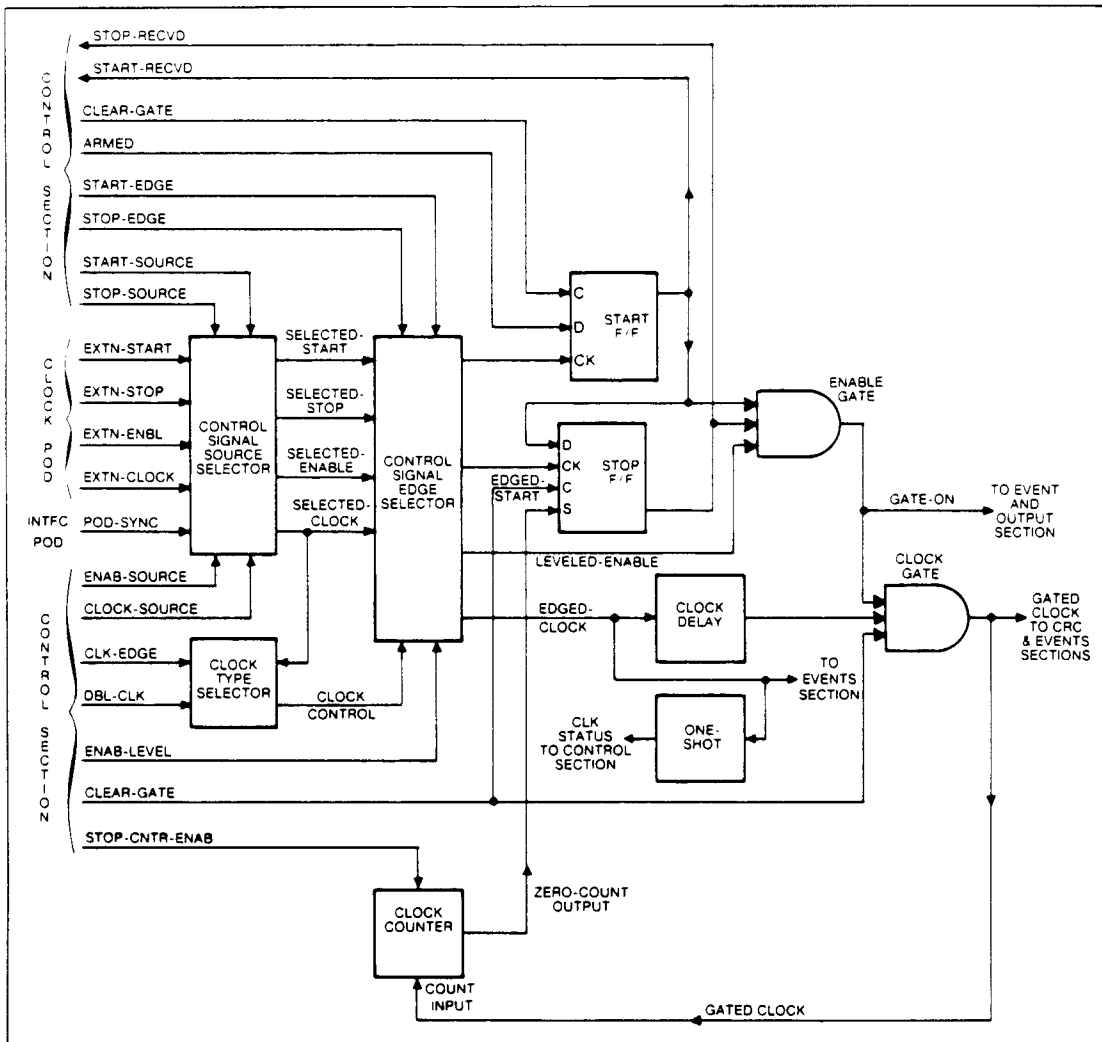 STOP-RECVD
START-RECVD
CLEAR-GATE
ARMED
START-EDGE
STOP-EDGE
START-SOURCE
STOP-SOURCE
CONTROL SECTION
EXTN-START
EXTN-STOP
EXTN-ENBL
EXTN-CLOCK
CLOCK POD
INTFC
POD
POD-SYNC
ENAB-SOURCE
CLOCK-SOURCE
CLK-EDGE
DBL-CLK
ENAB-LEVEL
CLEAR-GATE
STOP-CNTR-ENAB
CONTROL SECTION
CONTROL
SIGNAL
SOURCE
SELECTOR
SELECTED-
START
SELECTED-
STOP
SELECTED-
ENABLE
SELECTED-
CLOCK
CLOCK
TYPE
SELECTOR
CLOCK
CONTROL
CONTROL
SIGNAL
EDGE
SELECTOR
C
D
CK
START
F/F
D
CK
C
S
STOP
F/F
EDGED-
START
LEVELED-ENABLE
ENABLE
GATE
GATE-ON
TO EVENT
AND
OUTPUT
SECTION
EDGED-
CLOCK
CLOCK
DELAY
CLOCK
GATE
GATED
CLOCK
TO CRC
& EVENTS
SECTIONS
TO
EVENTS
SECTION
ONE-
SHOT
CLK
STATUS
TO CONTROL
SECTION
CLOCK
COUNTER
ZERO-COUNT
OUTPUT
COUNT
INPUT
GATED CLOCK